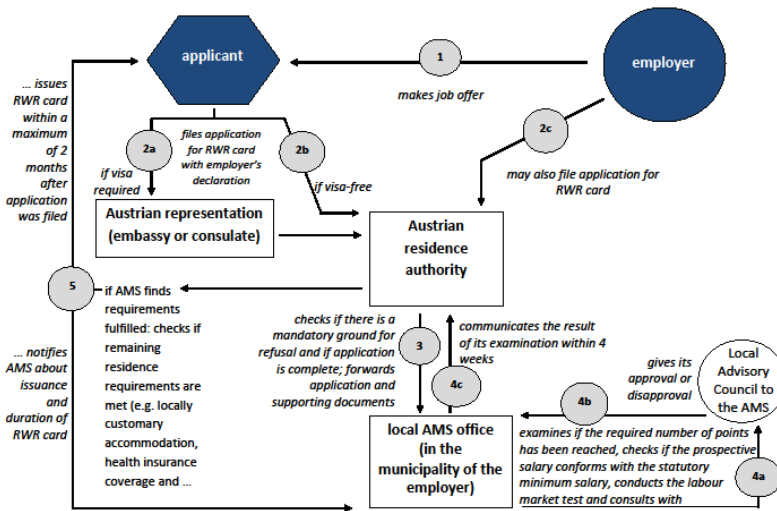 applicant
1
employer
makes job offer
... issues
RWR card
within a
maximum
of 2
months
after
application
was filed
2a
files application
for RWR card
with employer's
declaration
2b
2c
if visa
required
if visa-free
may also file application for
RWR card
Austrian representation
(embassy or consulate)
Austrian
residence
authority
5
if AMS finds
requirements
fulfilled: checks if
remaining
residence
requirements are
met (e.g. locally
customary
accommodation,
health insurance
coverage and ...
... notifies
AMS about
issuance
and
duration of
RWR card
checks if there is a
mandatory ground for
refusal and if application
is complete; forwards
application and
supporting documents
3
4c
communicates the result
of its examination within 4
weeks
gives its
approval or
disapproval
Local
Advisory
Council to
the AMS
4b
local AMS office
(in the
municipality of the
employer)
examines if the required number of points
has been reached, checks if the prospective
salary conforms with the statutory
minimum salary, conducts the labour
market test and consults with
4a